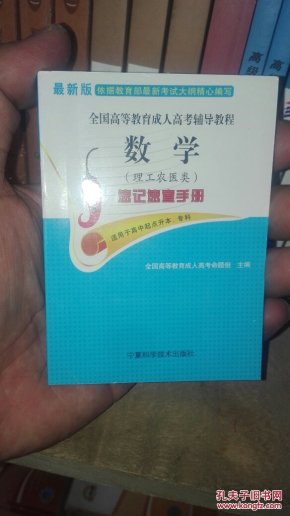 最新版 依据教育部最新考试大纲精心编写
全国高等教育成人高考辅导教程
数学
(理工农医类)
速记速查手册
适用于高中起点升本、专科
全国高等教育成人高考命题组 主编
宁夏科学技术出版社
高级
高
孔夫子旧书网